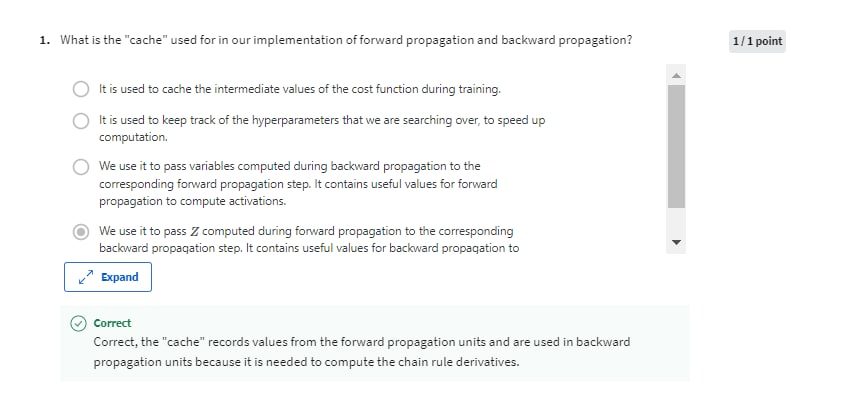 1. What is the "cache" used for in our implementation of forward propagation and backward propagation?
1 / 1 point
It is used to cache the intermediate values of the cost function during training.
It is used to keep track of the hyperparameters that we are searching over, to speed up
computation.
We use it to pass variables computed during backward propagation to the
corresponding forward propagation step. It contains useful values for forward
propagation to compute activations.
We use it to pass Z computed during forward propagation to the corresponding
backward propagation step. It contains useful values for backward propagation to
Expand
Correct
Correct, the "cache" records values from the forward propagation units and are used in backward
propagation units because it is needed to compute the chain rule derivatives.